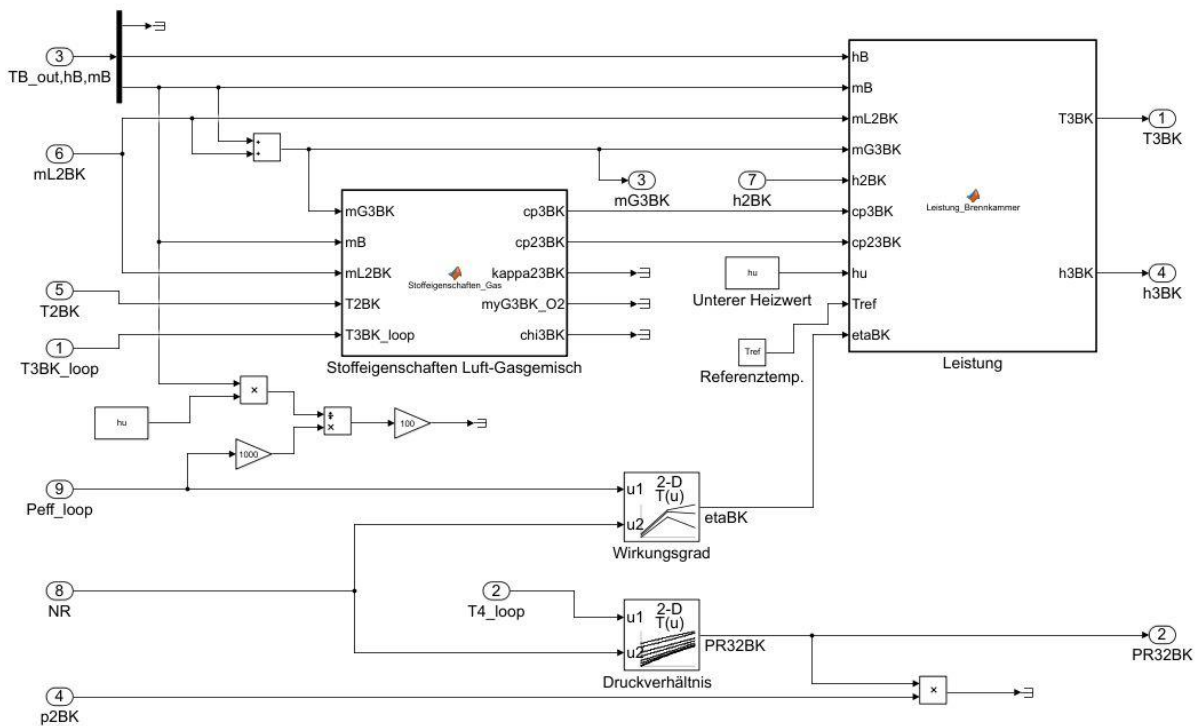 3
TB_out,hB,mB
6
mL2BK
5
T2BK
1
T3BK_loop
9
Peff_loop
8
NR
4
p2BK
+
+
mG3BK
mB
mL2BK
T2BK
T3BK_loop
Stoffeigenschaften_Gas
cp3BK
cp23BK
kappa23BK
myG3BK_O2
chi3BK
Stoffeigenschaften Luft-Gasgemisch
3
mG3BK
7
h2BK
hu
Unterer Heizwert
Tref
Referenztemp.
hB
mB
mL2BK
mG3BK
h2BK
cp3BK
cp23BK
hu
Tref
etaBK
Leistung_Brennkammer
T3BK
h3BK
Leistung
1
T3BK
4
h3BK
hu
×
÷
×
1000
100
u1
u2
2-D
T(u)
etaBK
Wirkungsgrad
2
T4_loop
u1
u2
2-D
T(u)
PR32BK
Druckverhältnis
×
2
PR32BK